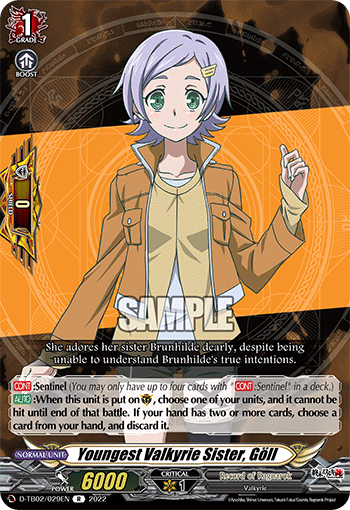 1
GRADE
BOOST
0
SHIELD
SAMPLE
She adores her sister Brunhilde dearly, despite being
unable to understand Brunhilde's true intentions.
CONT:Sentinel (You may only have up to four cards with "
CONT:Sentinel" in a deck.)
AUTO:When this unit is put on , choose one of your units, and it cannot be
hit until end of that battle. If your hand has two or more cards, choose a
card from your hand, and discard it.
NORMAL UNIT
Youngest Valkyrie Sister, Göll
POWER 6000
CRITICAL
1
Record of Ragnarok
Valkyrie
D-TB02/029EN R 2022